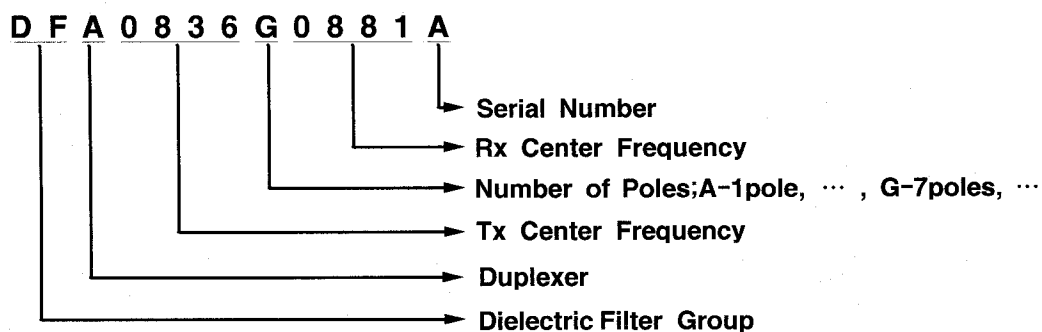 DFA0836G0881A
Serial Number
Rx Center Frequency
Number of Poles;A-1pole, ··· , G-7poles, ···
Tx Center Frequency
Duplexer
Dielectric Filter Group